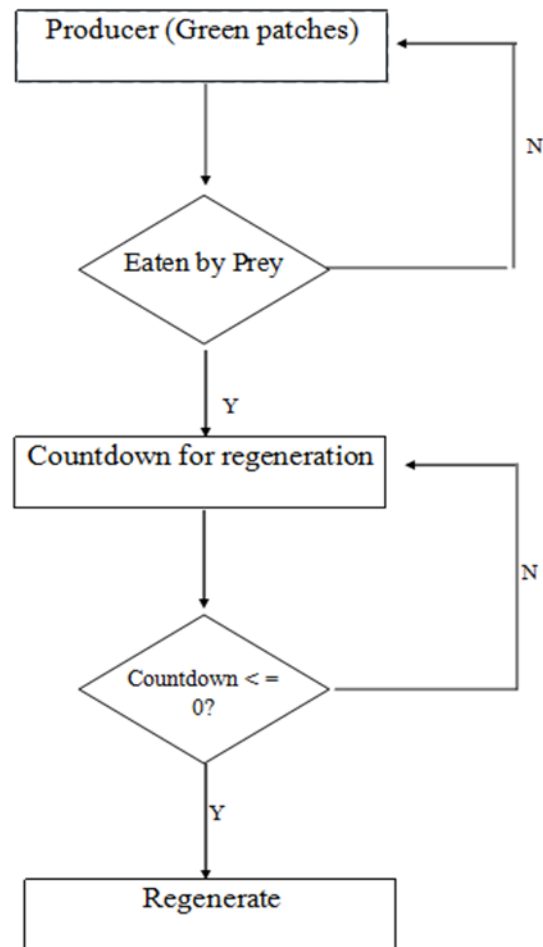 Producer (Green patches)
N
Eaten by Prey
Y
Countdown for regeneration
N
Countdown < =
0?
Y
Regenerate